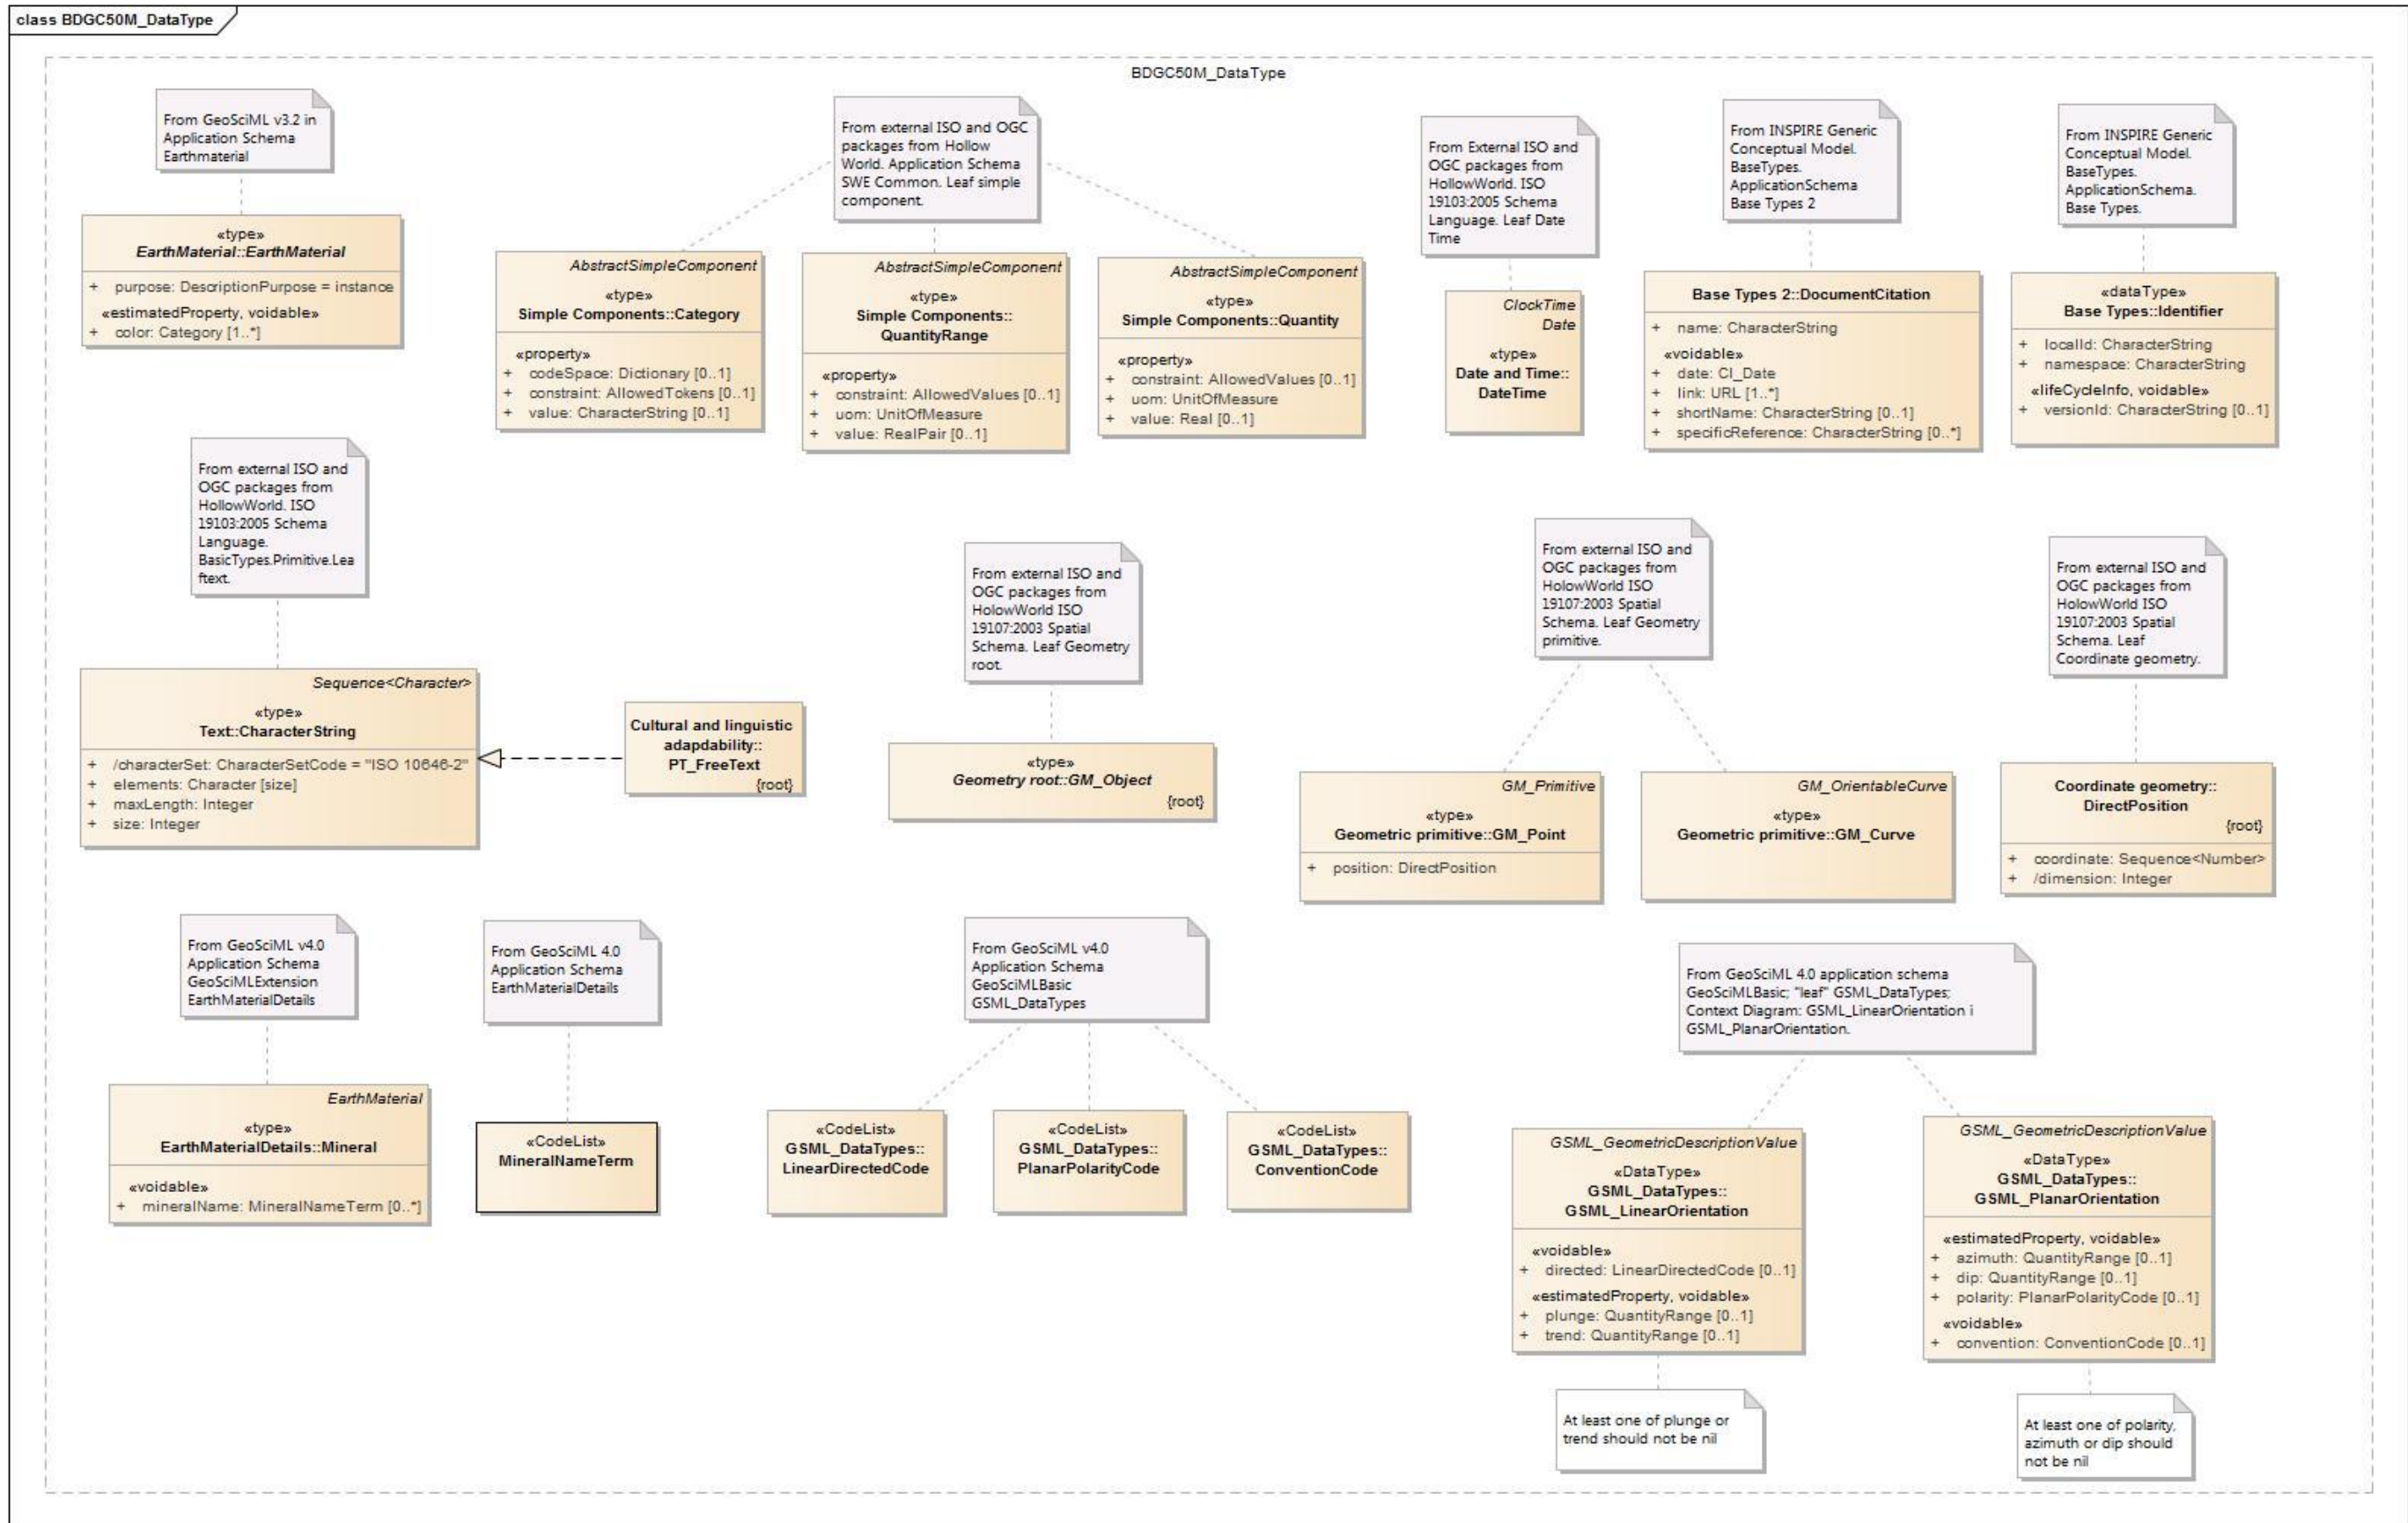 class BDGC50M_DataType
BDGC50M_DataType
From GeoSciML v3.2 in
Application Schema
Earthmaterial
«type»
EarthMaterial::EarthMaterial
+ purpose: DescriptionPurpose = instance
«estimatedProperty, voidable»
+ color: Category [1..*]
From external ISO and OGC
packages from Hollow
World. Application Schema
SWE Common. Leaf simple
component.
AbstractSimpleComponent
«type»
Simple Components::Category
«property»
+ codeSpace: Dictionary [0..1]
+ constraint: AllowedTokens [0..1]
+ value: CharacterString [0..1]
AbstractSimpleComponent
«type»
Simple Components::
QuantityRange
«property»
+ constraint: AllowedValues [0..1]
+ uom: UnitOfMeasure
+ value: RealPair [0..1]
AbstractSimpleComponent
«type»
Simple Components::Quantity
«property»
+ constraint: AllowedValues [0..1]
+ uom: UnitOfMeasure
+ value: Real [0..1]
From External ISO and
OGC packages from
HollowWorld. ISO
19103:2005 Schema
Language. Leaf Date
Time
ClockTime
Date
«type»
Date and Time::
DateTime
From INSPIRE Generic
Conceptual Model.
BaseTypes.
ApplicationSchema
Base Types 2
Base Types 2::DocumentCitation
+ name: CharacterString
«voidable»
+ date: CI_Date
+ link: URL [1..*]
+ shortName: CharacterString [0..1]
+ specificReference: CharacterString [0..*]
From INSPIRE Generic
Conceptual Model.
BaseTypes.
ApplicationSchema.
Base Types.
«dataType»
Base Types::Identifier
+ localId: CharacterString
+ namespace: CharacterString
«lifeCycleInfo, voidable»
+ versionId: CharacterString [0..1]
From external ISO and
OGC packages from
HollowWorld. ISO
19103:2005 Schema
Language.
BasicTypes.Primitive.Lea
ftext.
Sequence<Character>
«type»
Text::CharacterString
+ /characterSet: CharacterSetCode = "ISO 10646-2"
+ elements: Character [size]
+ maxLength: Integer
+ size: Integer
Cultural and linguistic
adapdability::
PT_FreeText
{root}
From external ISO and
OGC packages from
HolowWorld ISO
19107:2003 Spatial
Schema. Leaf Geometry
root.
«type»
Geometry root::GM_Object
{root}
From external ISO and
OGC packages from
HolowWorld ISO
19107:2003 Spatial
Schema. Leaf Geometry
primitive.
GM_Primitive
«type»
Geometric primitive::GM_Point
+ position: DirectPosition
GM_OrientableCurve
«type»
Geometric primitive::GM_Curve
From external ISO and
OGC packages from
HolowWorld ISO
19107:2003 Spatial
Schema. Leaf
Coordinate geometry.
Coordinate geometry::
DirectPosition
{root}
+ coordinate: Sequence<Number>
+ /dimension: Integer
From GeoSciML v4.0
Application Schema
GeoSciMLExtension
EarthMaterialDetails
EarthMaterial
«type»
EarthMaterialDetails::Mineral
«voidable»
+ mineralName: MineralNameTerm [0..*]
From GeoSciML 4.0
Application Schema
EarthMaterialDetails
«CodeList»
MineralNameTerm
From GeoSciML v4.0
Application Schema
GeoSciMLBasic
GSML_DataTypes
«CodeList»
GSML_DataTypes::
LinearDirectedCode
«CodeList»
GSML_DataTypes::
PlanarPolarityCode
«CodeList»
GSML_DataTypes::
ConventionCode
From GeoSciML 4.0 application schema
GeoSciMLBasic; "leaf" GSML_DataTypes;
Context Diagram: GSML_LinearOrientation i
GSML_PlanarOrientation.
GSML_GeometricDescriptionValue
«DataType»
GSML_DataTypes::
GSML_LinearOrientation
«voidable»
+ directed: LinearDirectedCode [0..1]
«estimatedProperty, voidable»
+ plunge: QuantityRange [0..1]
+ trend: QuantityRange [0..1]
At least one of plunge or
trend should not be nil
GSML_GeometricDescriptionValue
«DataType»
GSML_DataTypes::
GSML_PlanarOrientation
«estimatedProperty, voidable»
+ azimuth: QuantityRange [0..1]
+ dip: QuantityRange [0..1]
+ polarity: PlanarPolarityCode [0..1]
«voidable»
+ convention: ConventionCode [0..1]
At least one of polarity,
azimuth or dip should
not be nil